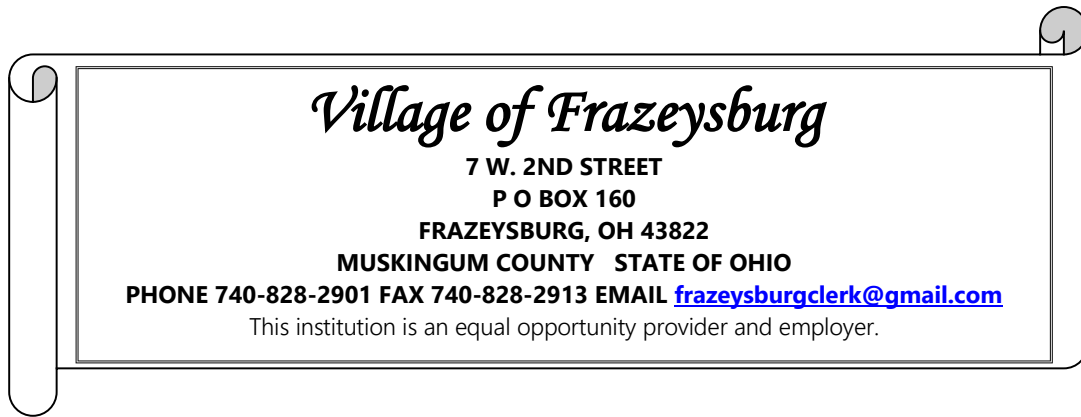 Village of Frazeysburg
7 W. 2ND STREET
P O BOX 160
FRAZEYSBURG, OH 43822
MUSKINGUM COUNTY   STATE OF OHIO
PHONE 740-828-2901 FAX 740-828-2913 EMAIL frazeysburgclerk@gmail.com
This institution is an equal opportunity provider and employer.